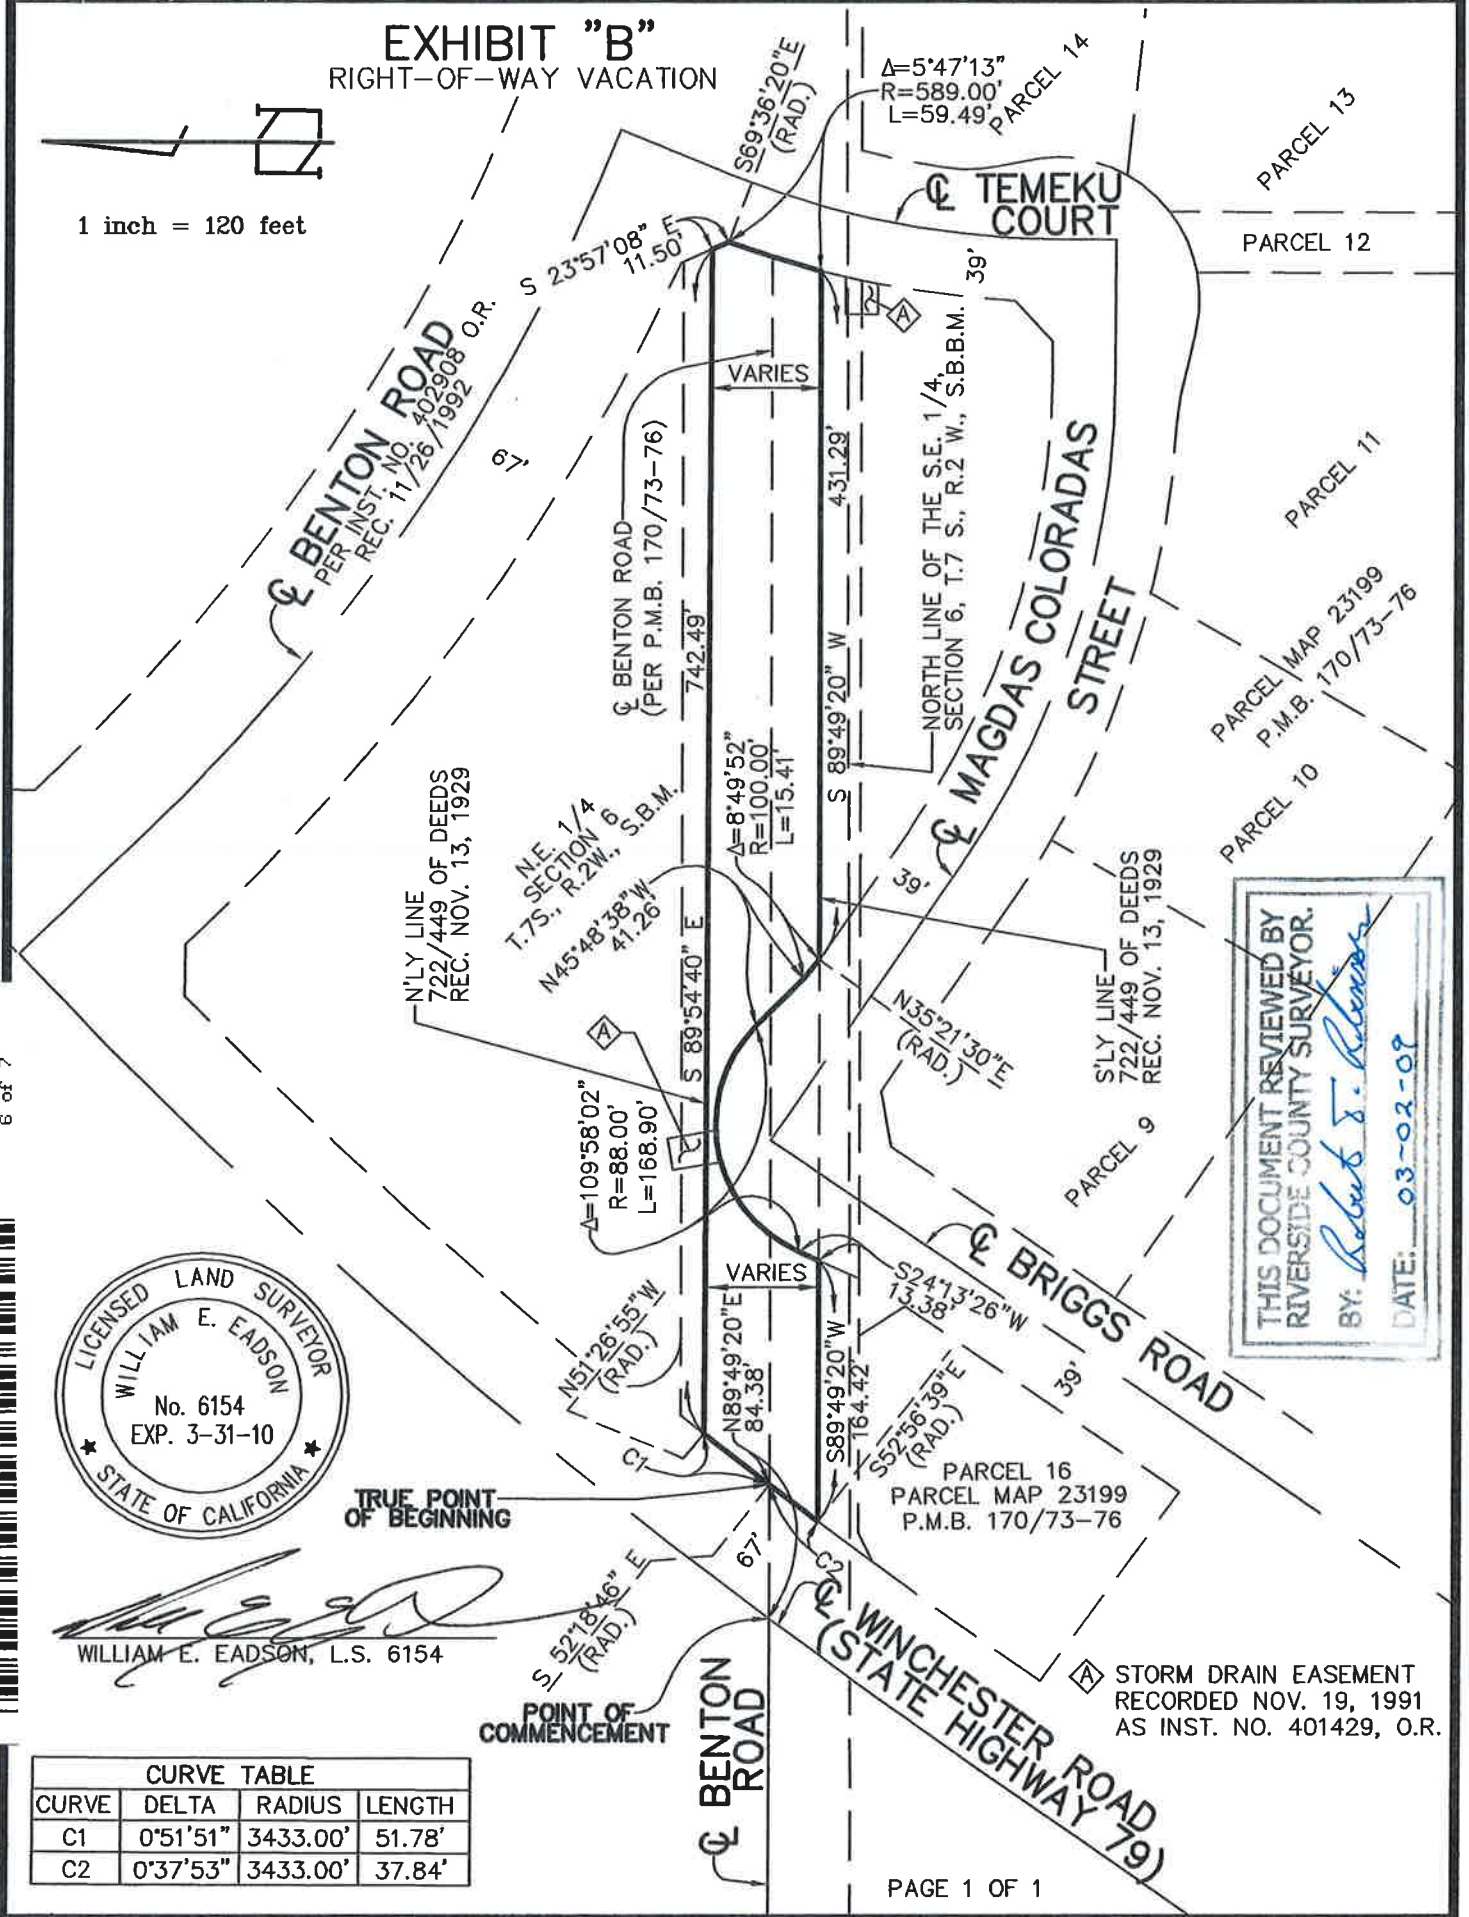 EXHIBIT "B"
RIGHT-OF-WAY VACATION
1 inch = 120 feet
S69°36'20"E
(RAD.)
Δ=5°47'13"
R=589.00'
L=59.49'
PARCEL 14
PARCEL 13
PARCEL 12
℄ TEMEKU
COURT
39'
S 23°57'08" E
11.50'
℄ BENTON ROAD
PER INST. NO. 402908 O.R.
REC. 11/26/1992
67'
VARIES
℄ BENTON ROAD
(PER P.M.B. 170/73-76)
742.49'
S 89°54'40" E
431.29'
S 89°49'20" W
NORTH LINE OF THE S.E. 1/4,
SECTION 6, T.7 S., R.2 W., S.B.B.M.
A
℄ MAGDAS COLORADAS
STREET
39'
PARCEL 11
PARCEL MAP 23199
P.M.B. 170/73-76
PARCEL 10
N'LY LINE
722/449 OF DEEDS
REC. NOV. 13, 1929
N.E. 1/4
SECTION 6
T.7S., R.2W., S.B.M.
N45°48'38"W
41.26'
Δ=8°49'52"
R=100.00'
L=15.41'
A
Δ=109°58'02"
R=88.00'
L=168.90'
N35°21'30"E
(RAD.)
S'LY LINE
722/449 OF DEEDS
REC. NOV. 13, 1929
PARCEL 9
THIS DOCUMENT REVIEWED BY
RIVERSIDE COUNTY SURVEYOR.
BY:
DATE: 03-02-09
6 of 7
VARIES
N51°26'55"W
(RAD.)
N89°49'20"E
84.38'
S24°13'26"W
13.38'
S89°49'20"W
164.42'
S52°56'39"E
(RAD.)
℄ BRIGGS ROAD
39'
C1
C2
LICENSED LAND SURVEYOR
WILLIAM E. EADSON
No. 6154
EXP. 3-31-10
STATE OF CALIFORNIA
TRUE POINT
OF BEGINNING
PARCEL 16
PARCEL MAP 23199
P.M.B. 170/73-76
67'
S 52°18'46" E
(RAD.)
WILLIAM E. EADSON, L.S. 6154
POINT OF
COMMENCEMENT
℄ BENTON
ROAD
℄ WINCHESTER ROAD
(STATE HIGHWAY 79)
A STORM DRAIN EASEMENT
RECORDED NOV. 19, 1991
AS INST. NO. 401429, O.R.
CURVE TABLE
CURVE DELTA RADIUS LENGTH
C1 0°51'51" 3433.00' 51.78'
C2 0°37'53" 3433.00' 37.84'
PAGE 1 OF 1